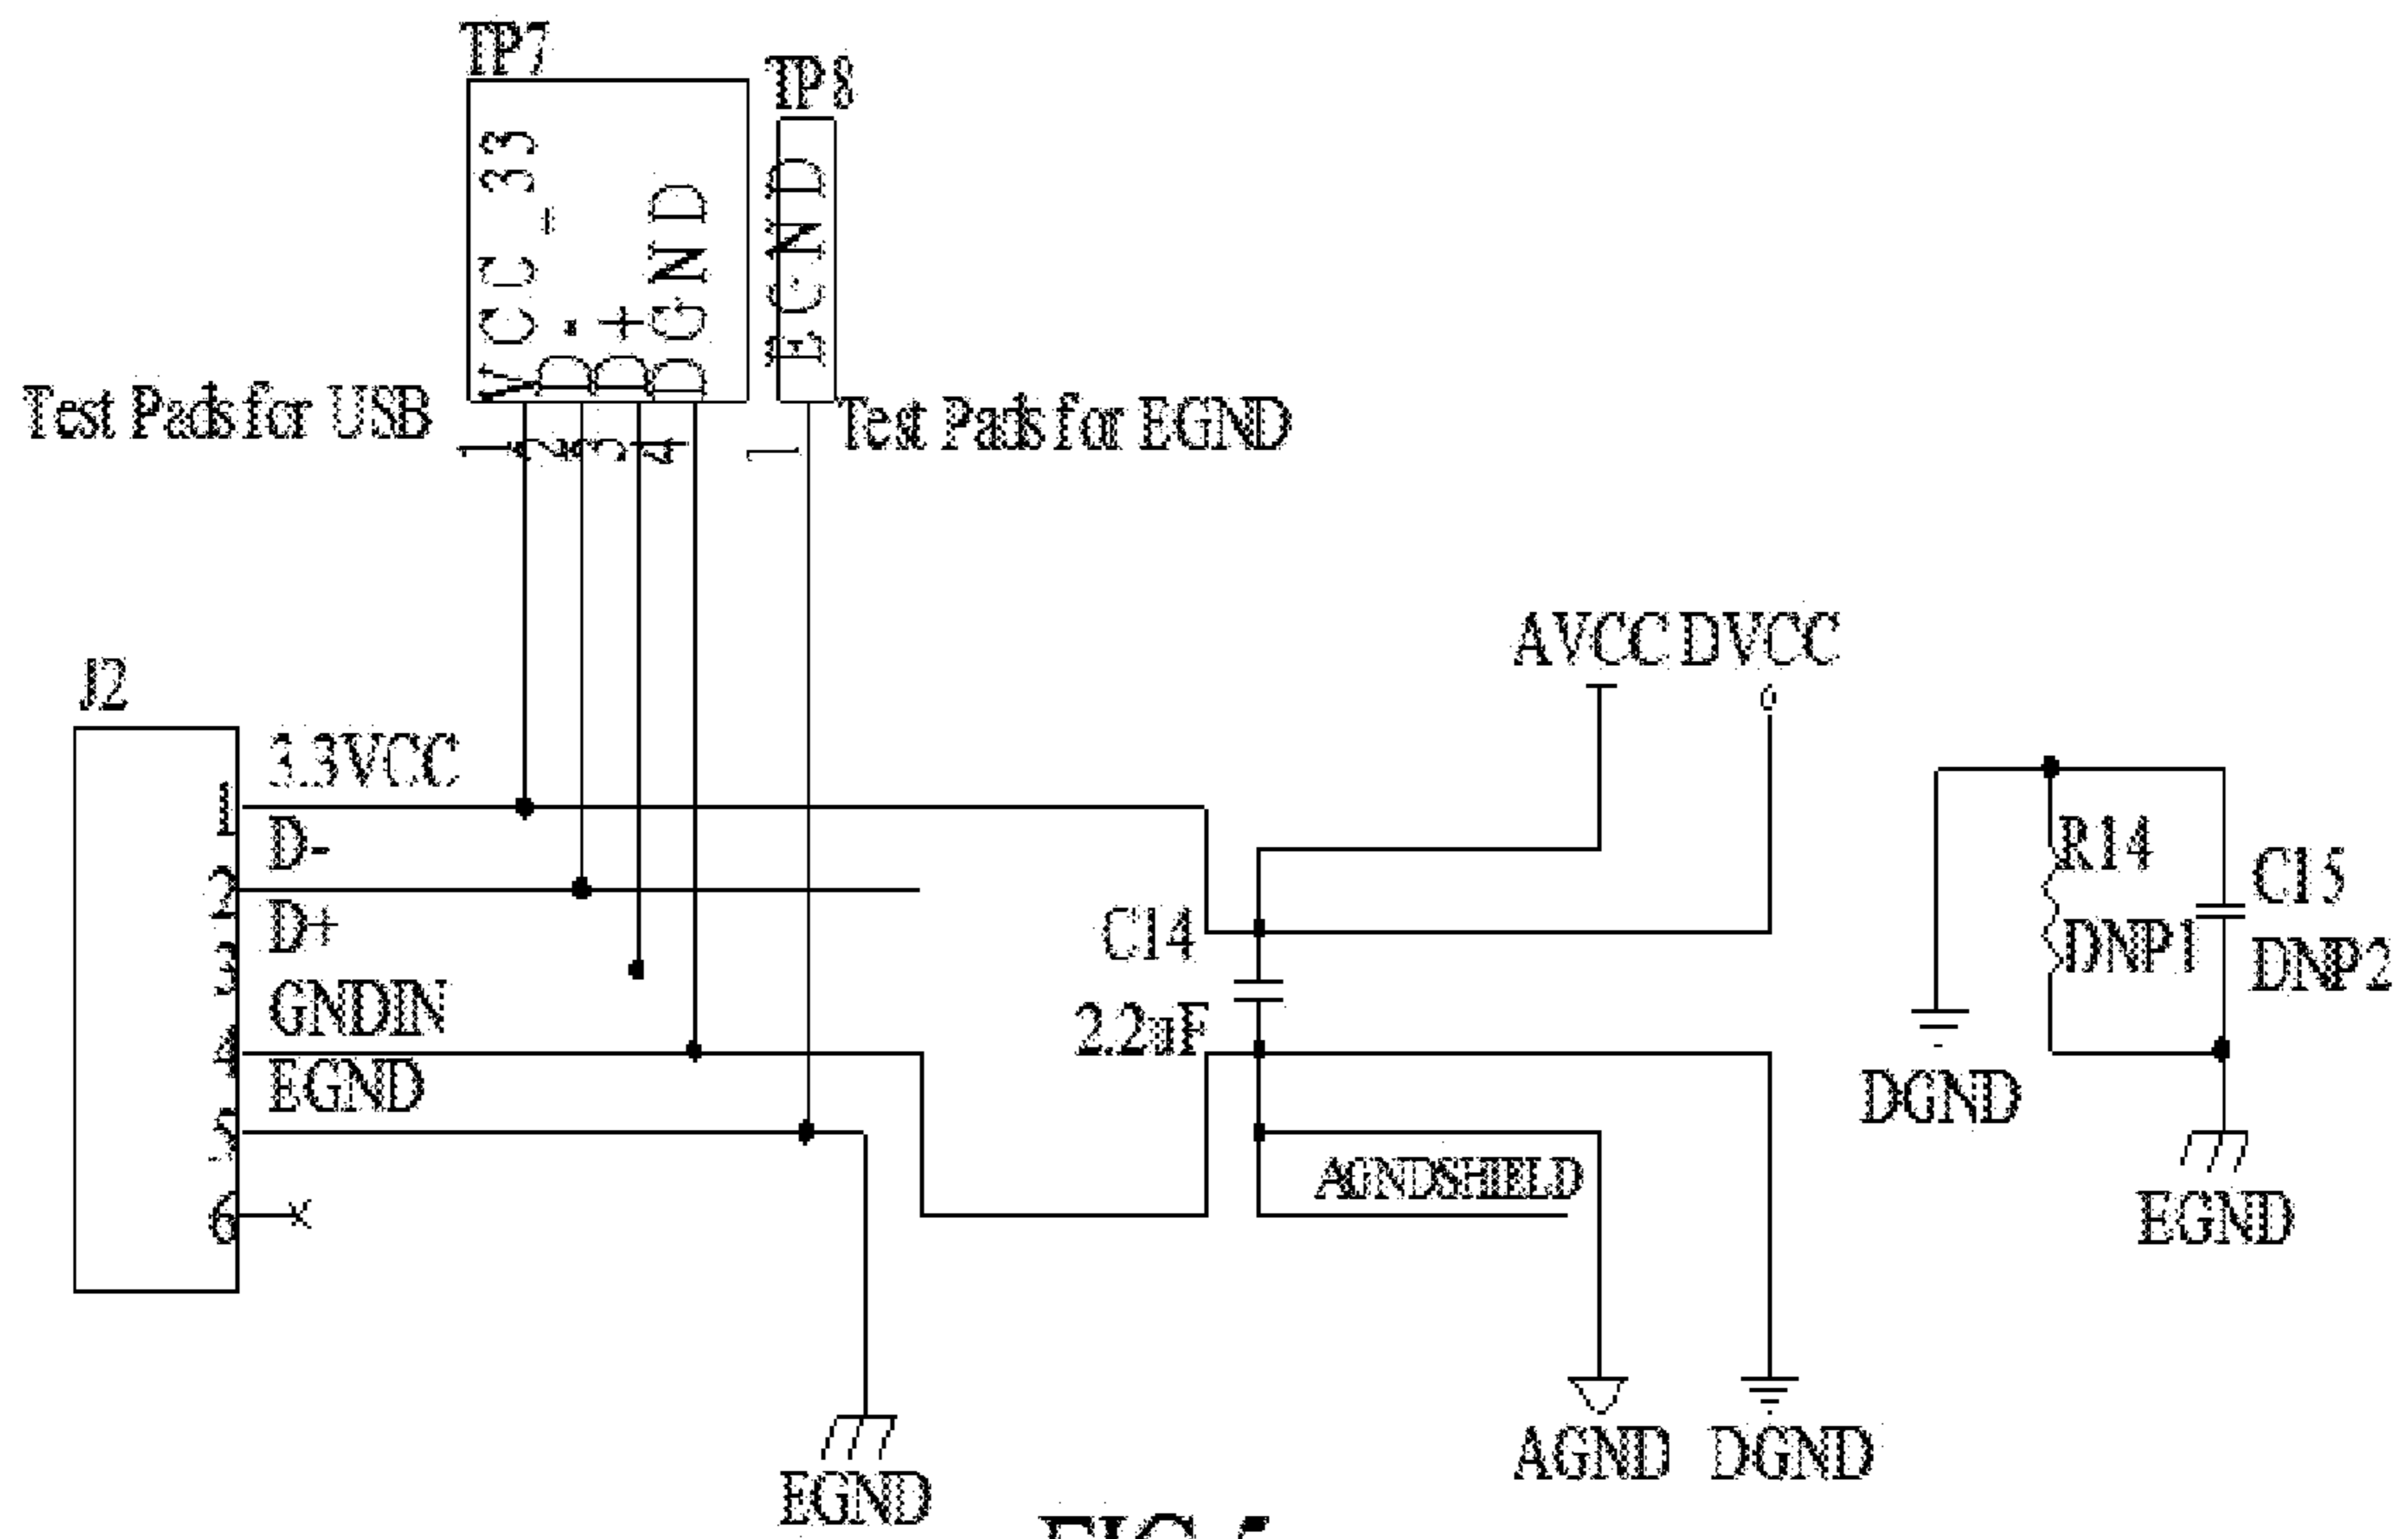 TP7
TP8
VCC_33
D-
D+
DGND
EGND
Test Pads for USB
Test Pads for EGND
1
2
3
4
1
AVCC DVCC
J2
3.3VCC
1
D-
2
D+
3
GNDIN
4
EGND
5
6
C14
2.2uF
R14
DNP1
C15
DNP2
DGND
AGNDSHIELD
EGND
AGND
DGND
EGND
FIG.5